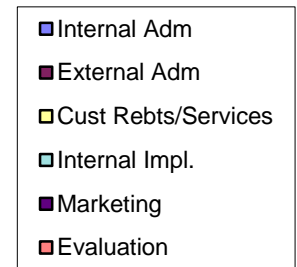 Internal Adm
External Adm
Cust Rebts/Services
Internal Impl.
Marketing
Evaluation